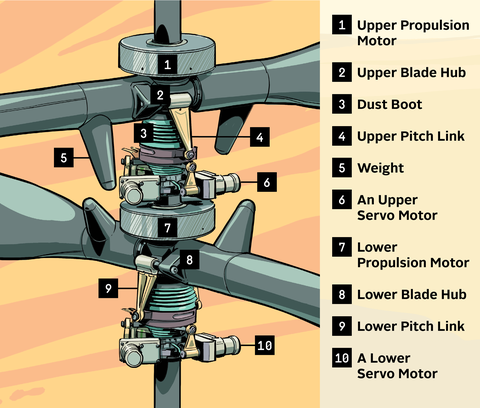 1
2
3
4
5
6
7
8
9
10
1 Upper Propulsion
Motor
2 Upper Blade Hub
3 Dust Boot
4 Upper Pitch Link
5 Weight
6 An Upper
Servo Motor
7 Lower
Propulsion Motor
8 Lower Blade Hub
9 Lower Pitch Link
10 A Lower
Servo Motor